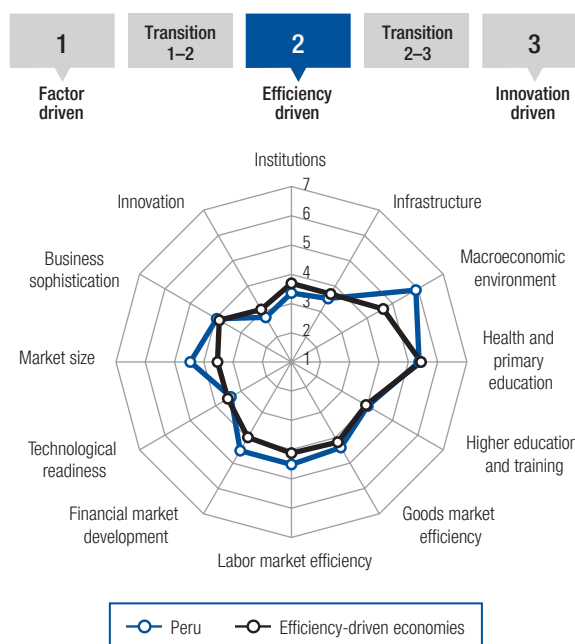 1
Transition
1–2
2
Transition
2–3
3
Factor
driven
Efficiency
driven
Innovation
driven
Institutions
Infrastructure
Macroeconomic
environment
Health and
primary
education
Higher education
and training
Goods market
efficiency
Labor market efficiency
Financial market
development
Technological
readiness
Market size
Business
sophistication
Innovation
7
6
5
4
3
2
1
Peru
Efficiency-driven economies